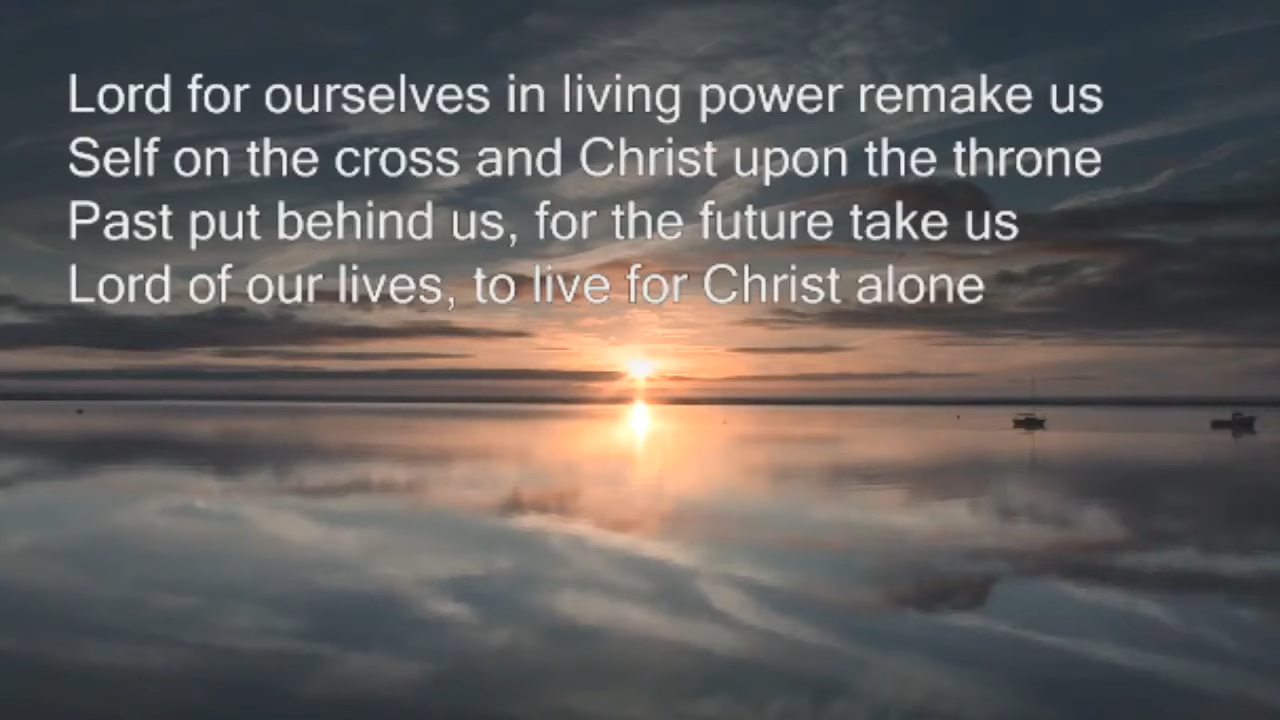 Lord for ourselves in living power remake us
Self on the cross and Christ upon the throne
Past put behind us, for the future take us
Lord of our lives, to live for Christ alone